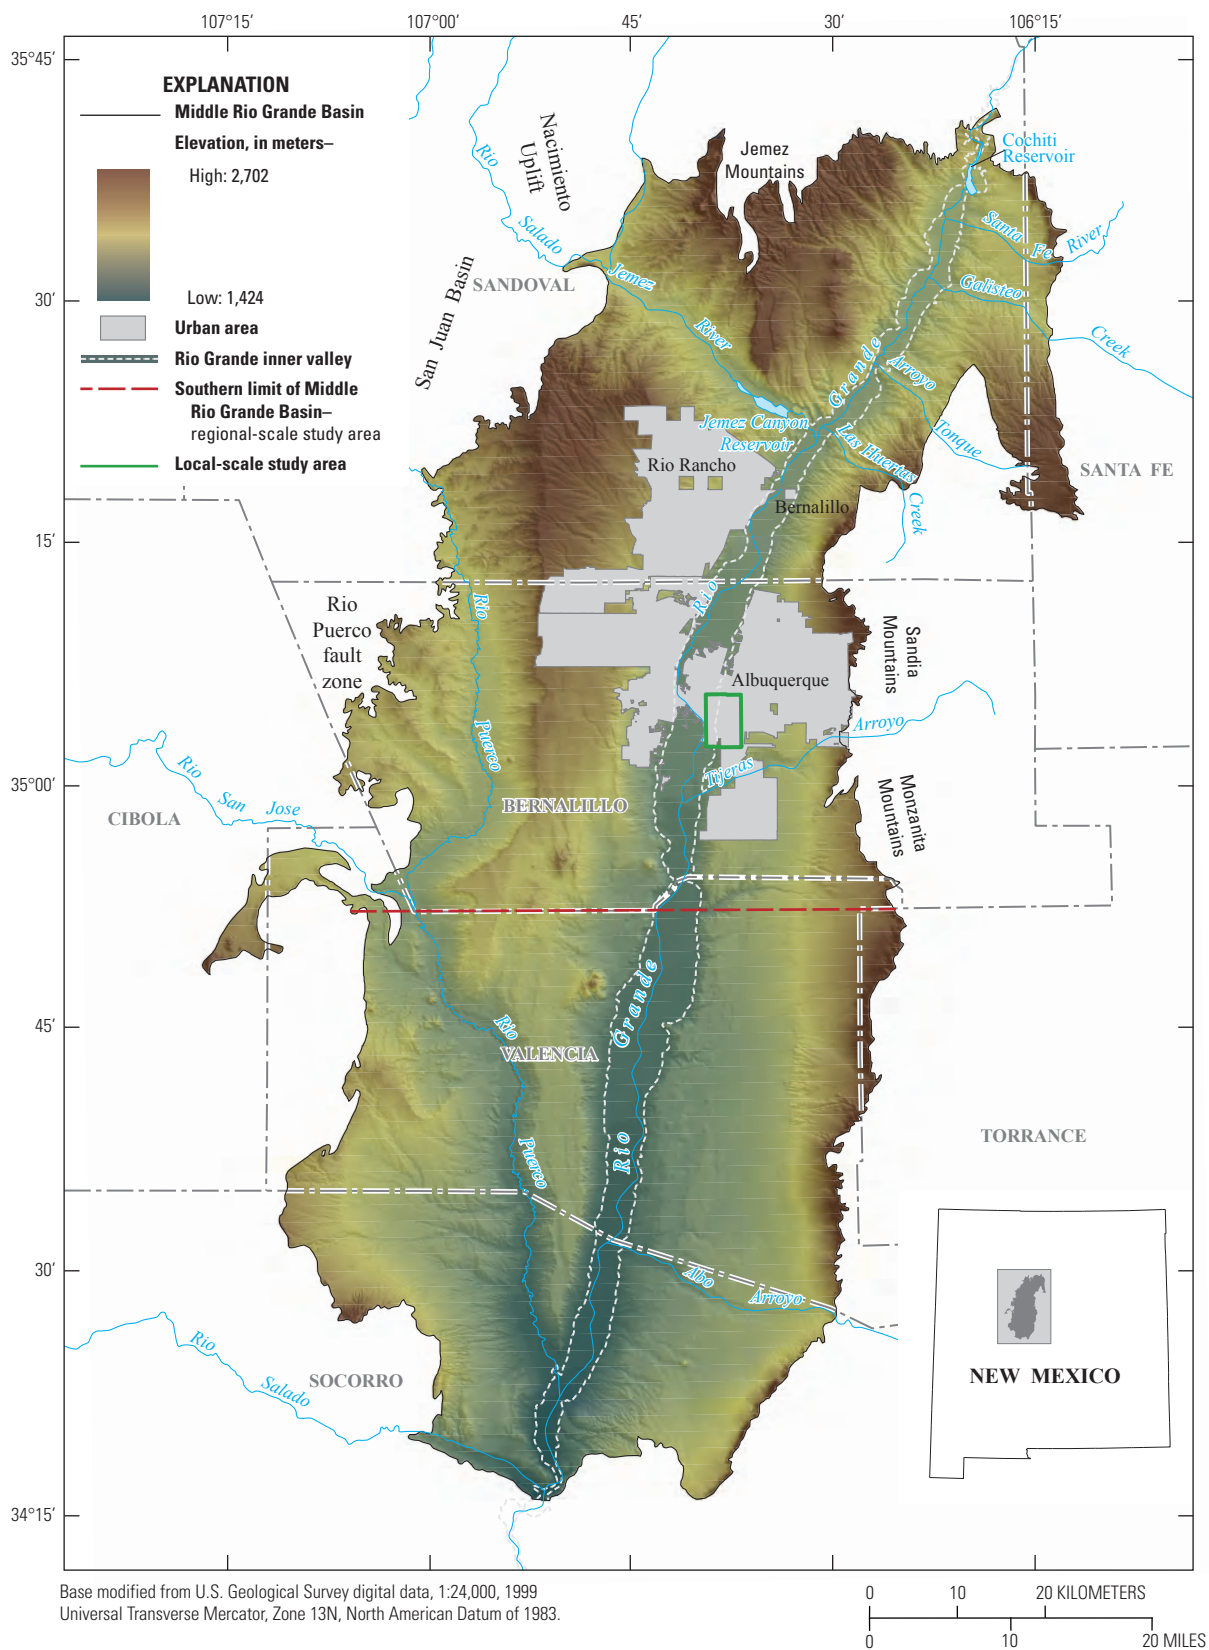 107°15′
107°00′
45′
30′
106°15′
35°45′
30′
15′
35°00′
45′
30′
34°15′
EXPLANATION
Middle Rio Grande Basin
Elevation, in meters–
High: 2,702
Low: 1,424
Urban area
Rio Grande inner valley
Southern limit of Middle
Rio Grande Basin–
regional-scale study area
Local-scale study area
Nacimiento
Uplift
Jemez
Mountains
Cochiti
Reservoir
Rio
Salado
Santa Fe River
SANDOVAL
Jemez
River
Galisteo
Creek
San Juan Basin
Grande
Arroyo
Tonque
Jemez Canyon
Reservoir
Las Huertas
Creek
Rio Rancho
SANTA FE
Bernalillo
Rio
Rio
Puerco
fault
zone
Rio
Puerco
Sandia
Mountains
Albuquerque
Arroyo
Tijeras
Rio
San Jose
CIBOLA
BERNALILLO
Monzanita
Mountains
Grande
Rio
Rio
VALENCIA
Puerco
TORRANCE
Abo
Arroyo
Rio
Salado
SOCORRO
NEW MEXICO
Base modified from U.S. Geological Survey digital data, 1:24,000, 1999
Universal Transverse Mercator, Zone 13N, North American Datum of 1983.
0 10 20 KILOMETERS
0 10 20 MILES